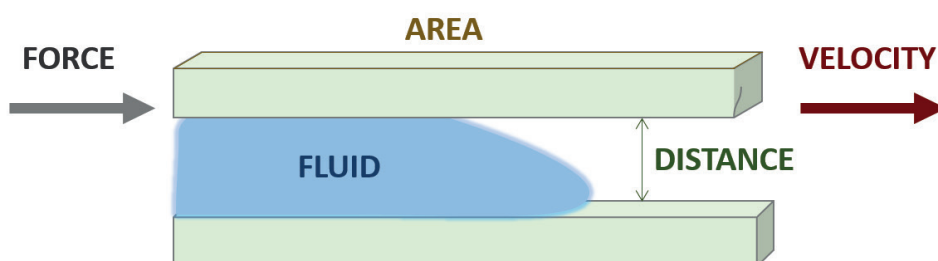 AREA
FORCE
VELOCITY
FLUID
DISTANCE